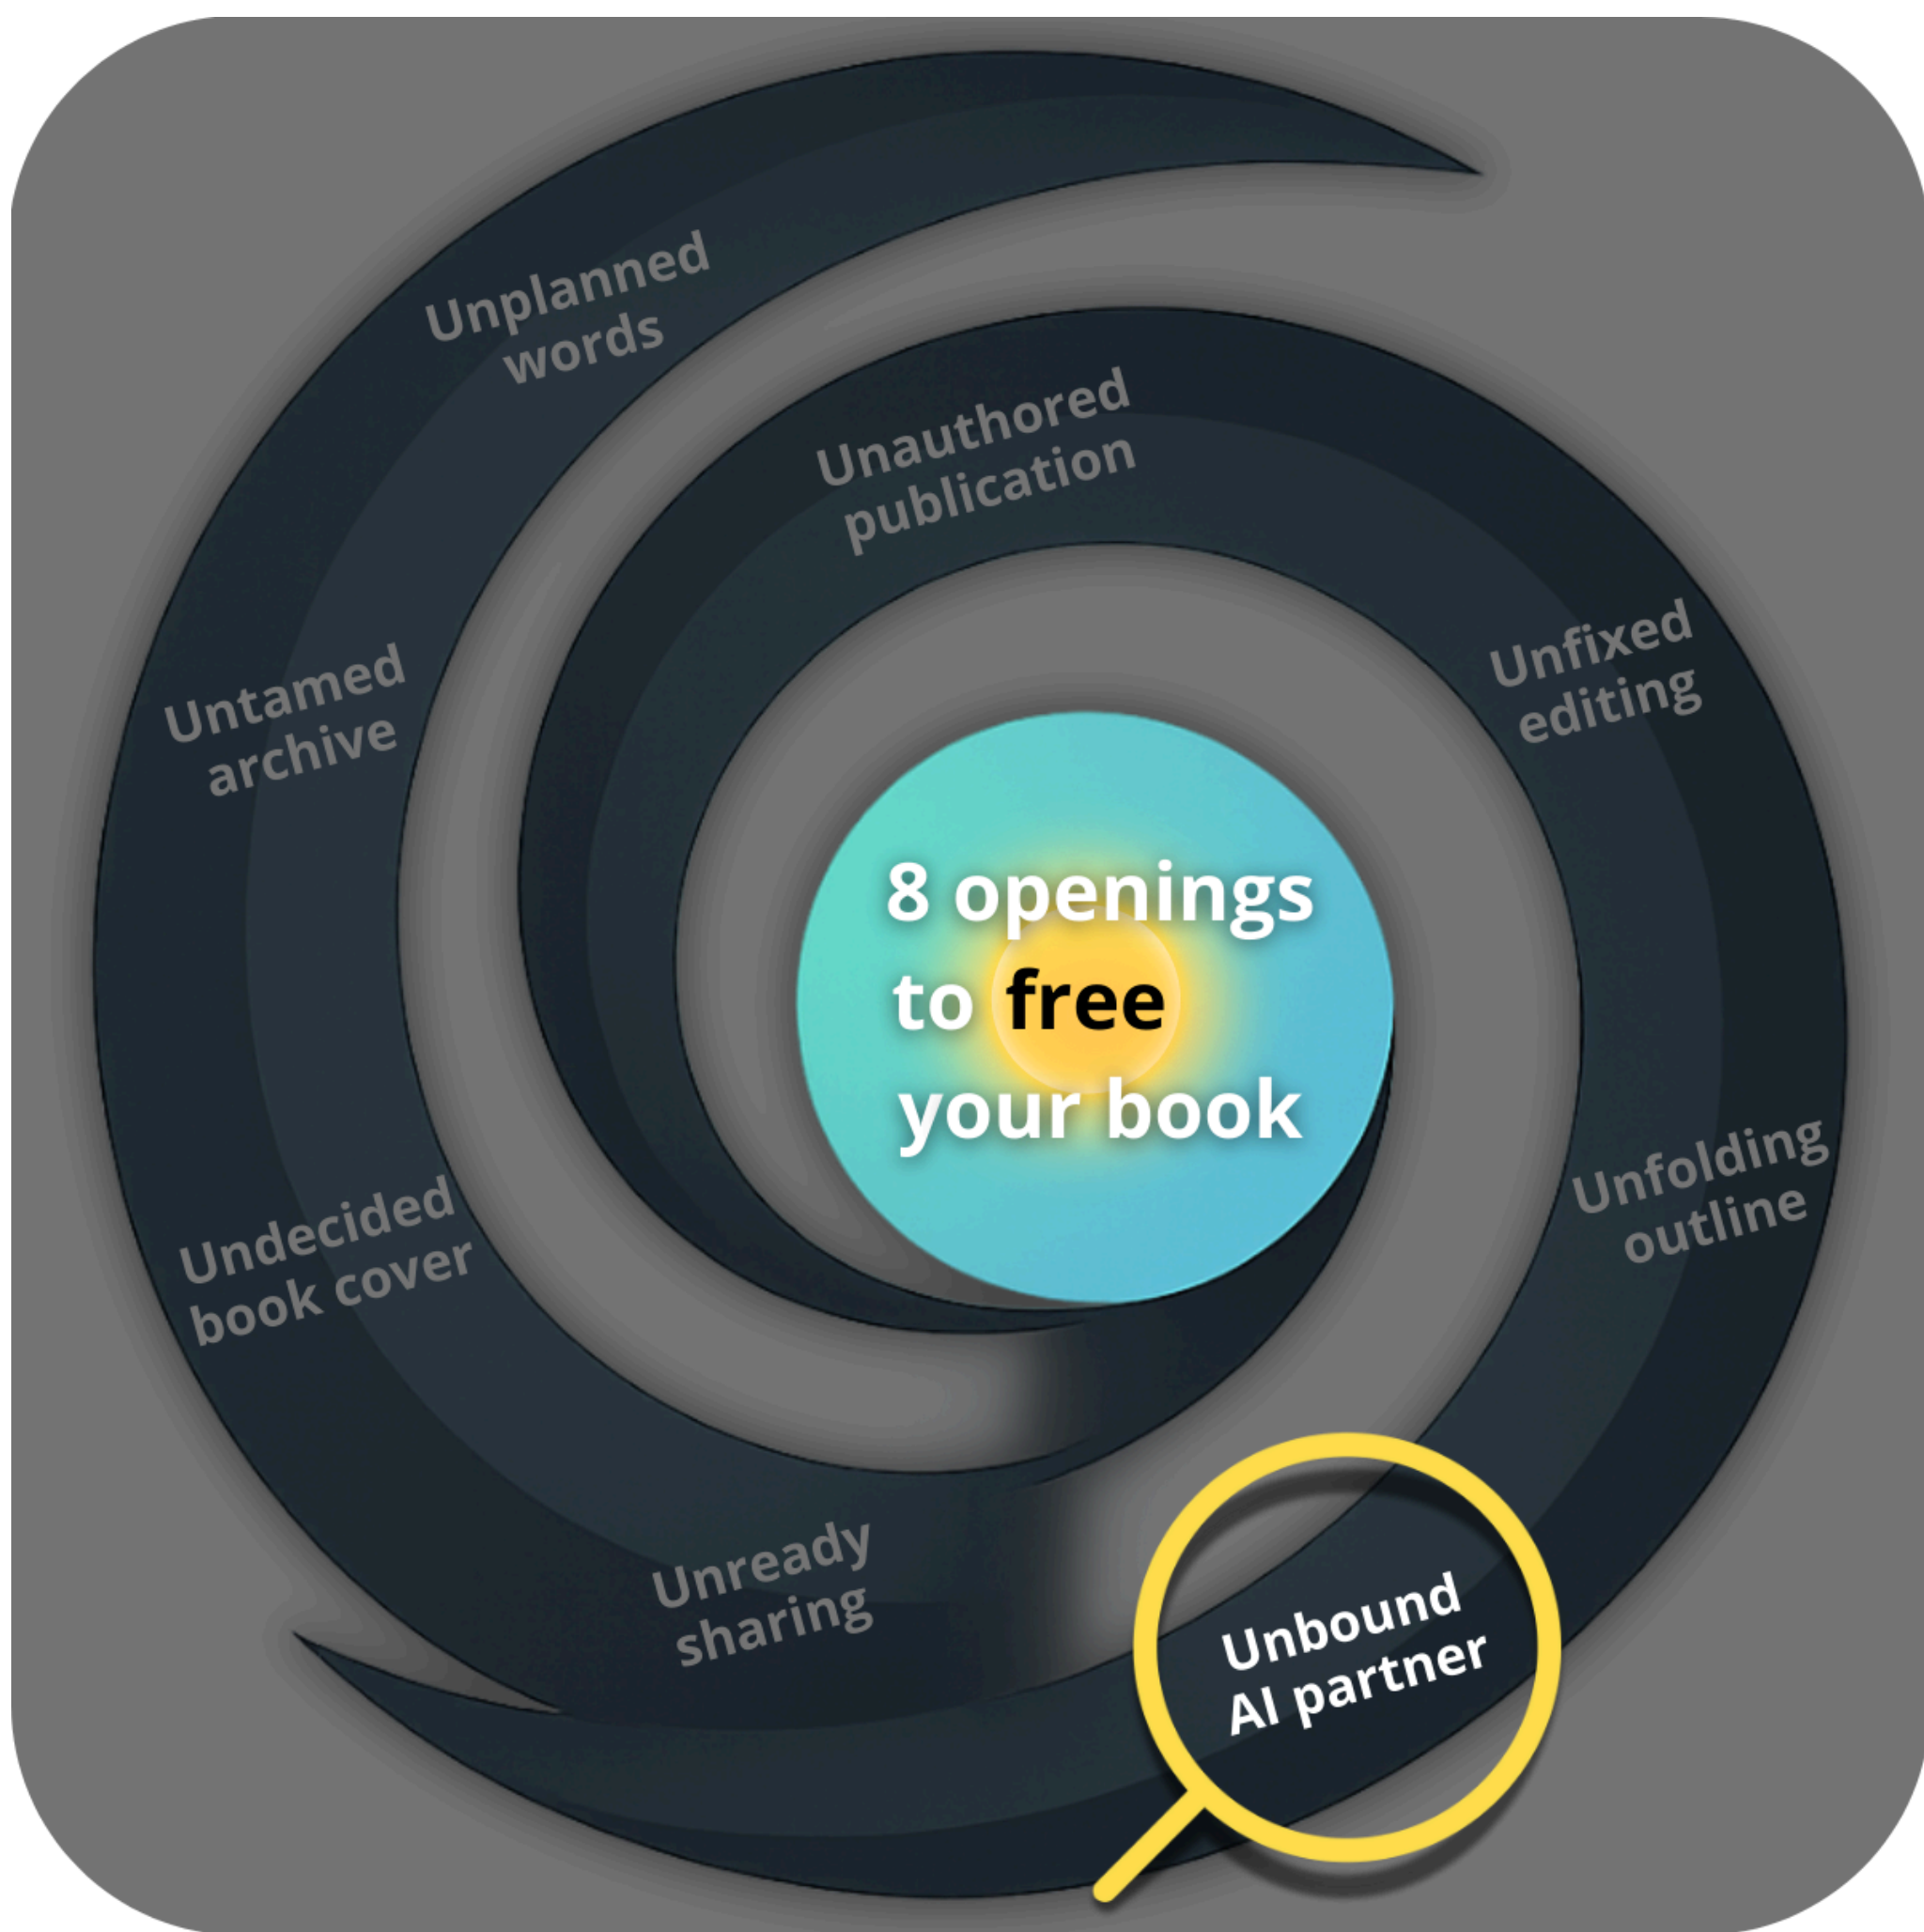 Unplanned
words
Unauthored
publication
Unfixed
editing
Untamed
archive
8 openings
to free
your book
Unfolding
outline
Undecided
book cover
Unready
sharing
Unbound
AI partner